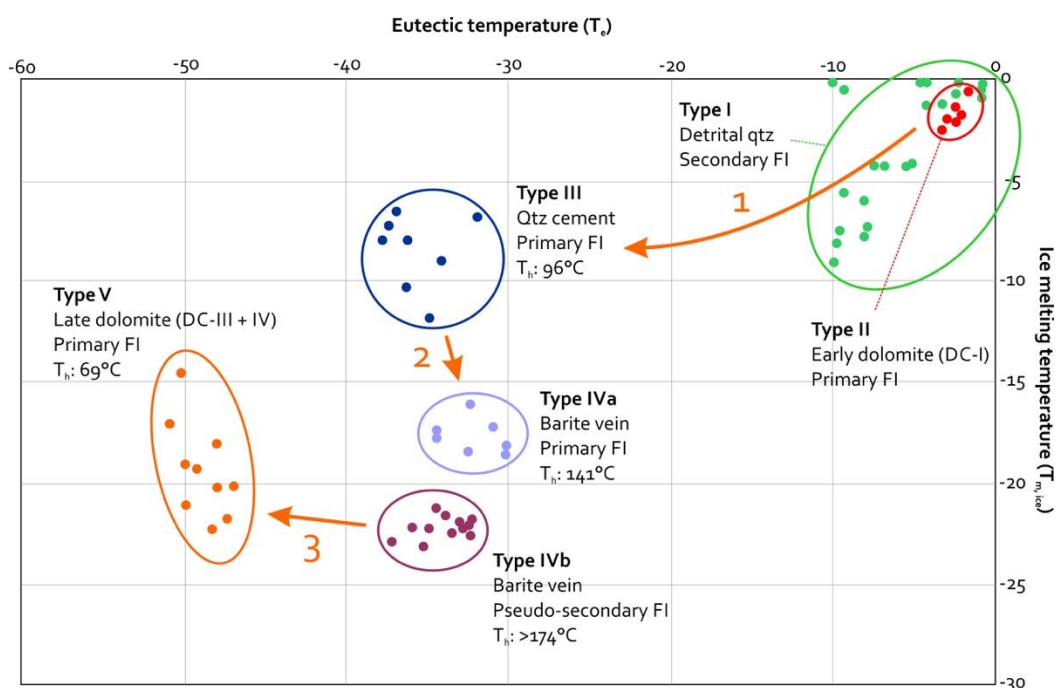 Eutectic temperature (Te)
-60 -50 -40 -30 -20 -10 0
0
-5
-10
-15
-20
-25
-30
Ice melting temperature (Tm,ice)
Type I
Detrital qtz
Secondary FI
1
Type III
Qtz cement
Primary FI
Th: 96°C
Type II
Early dolomite (DC-I)
Primary FI
2
Type V
Late dolomite (DC-III + IV)
Primary FI
Th: 69°C
Type IVa
Barite vein
Primary FI
Th: 141°C
3
Type IVb
Barite vein
Pseudo-secondary FI
Th: >174°C